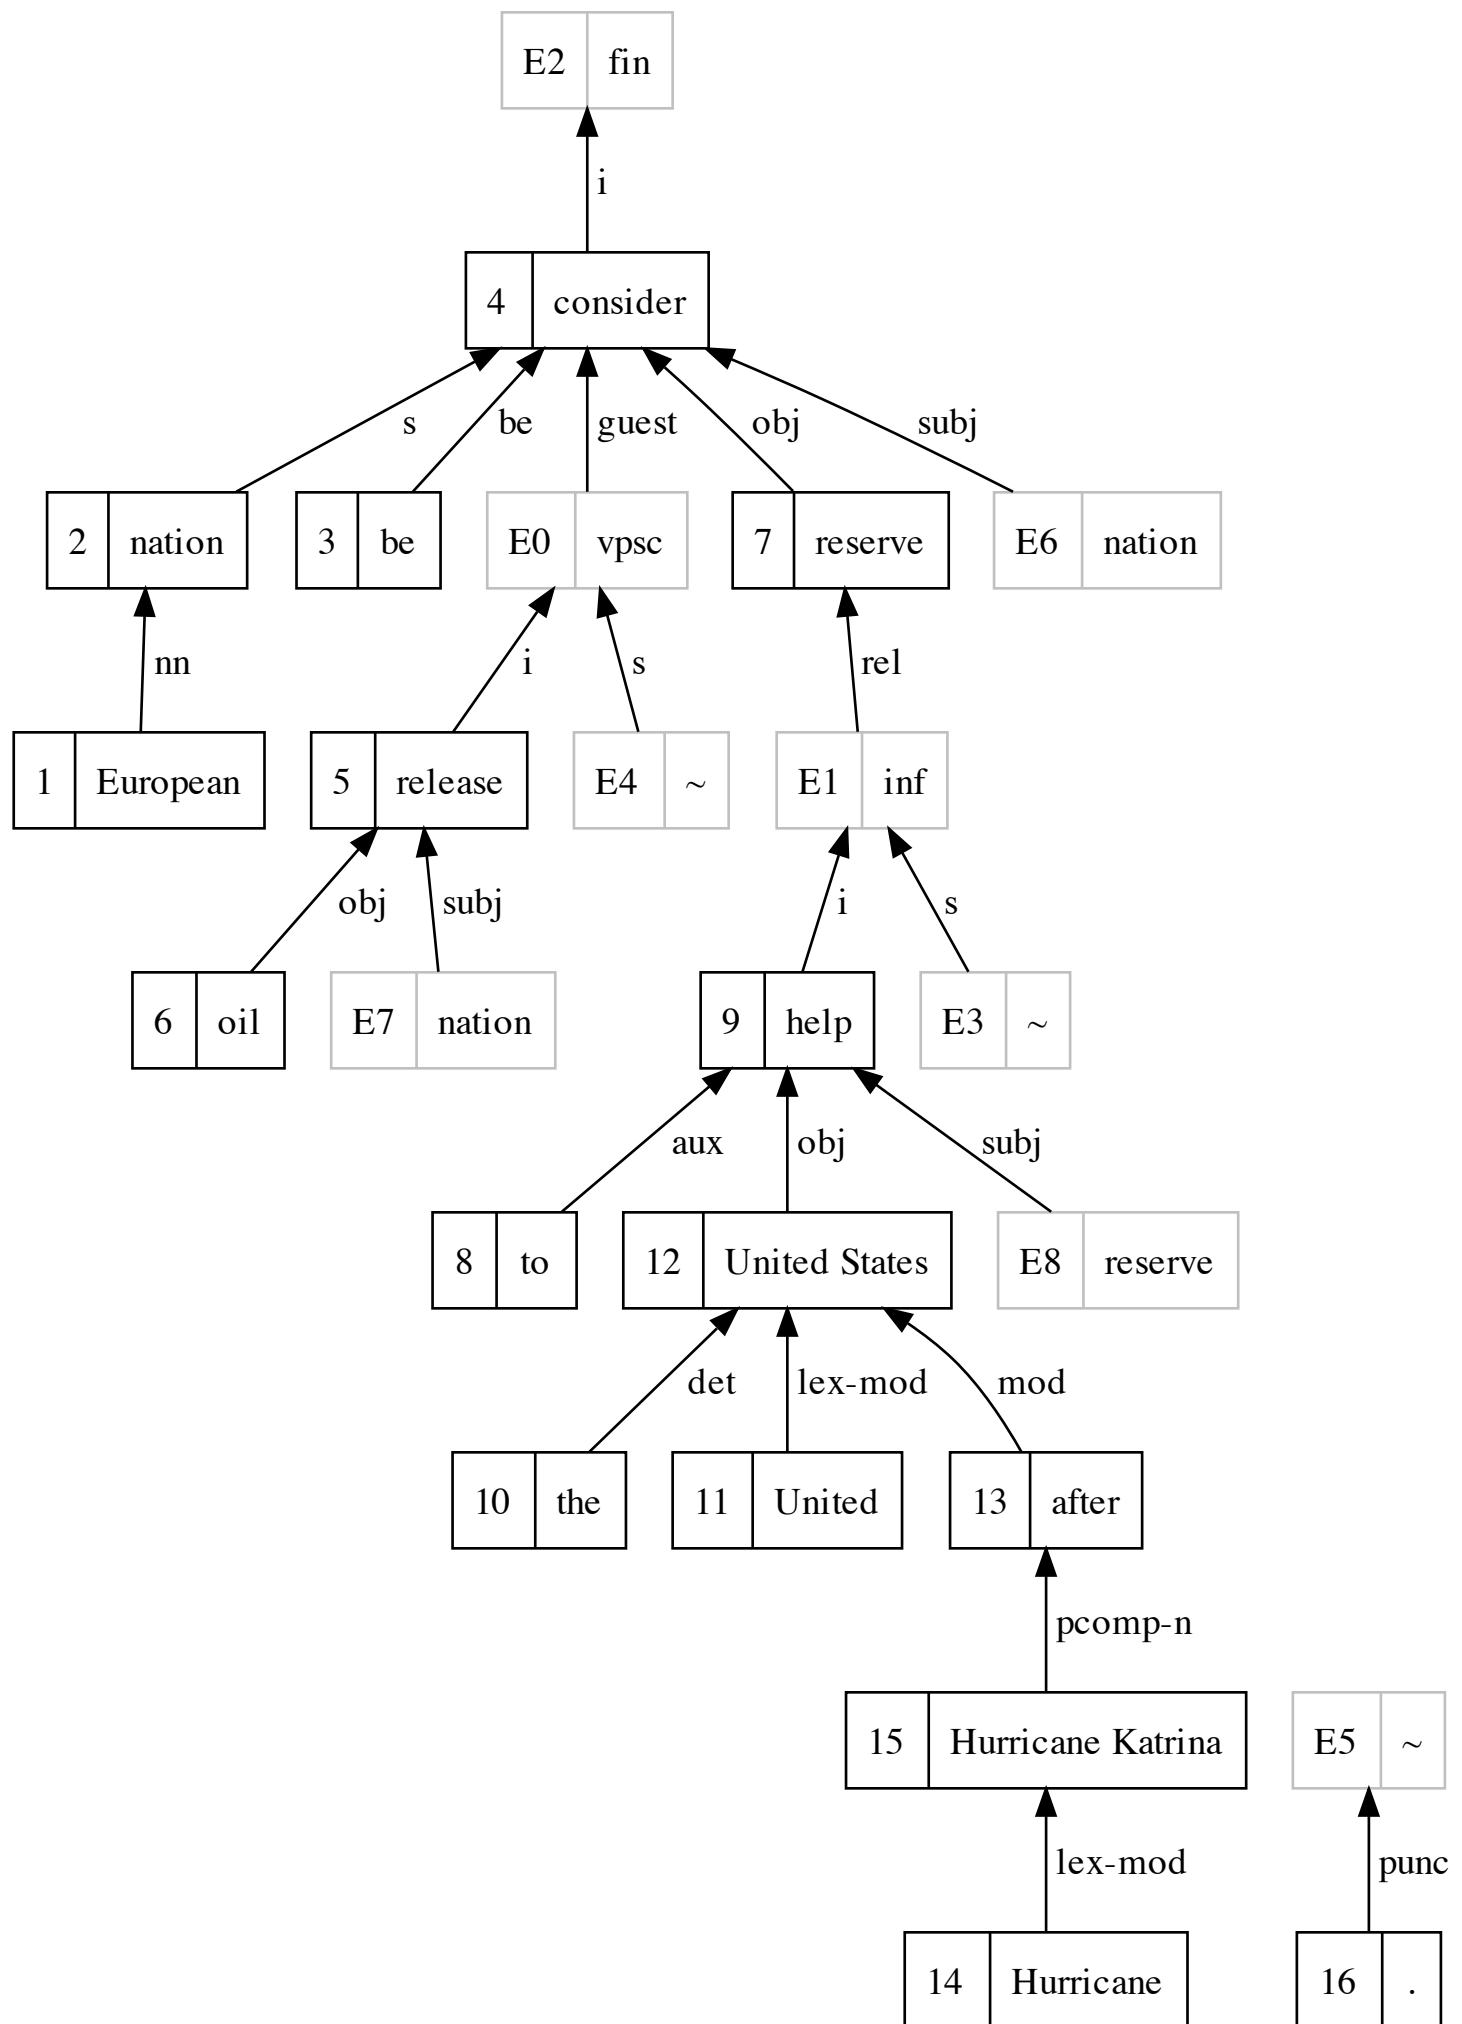 E2 fin
i
4 consider
s be guest obj subj
2 nation 3 be E0 vpsc 7 reserve E6 nation
nn i s rel
1 European 5 release E4 ~ E1 inf
obj subj i s
6 oil E7 nation 9 help E3 ~
aux obj subj
8 to 12 United States E8 reserve
det lex-mod mod
10 the 11 United 13 after
pcomp-n
15 Hurricane Katrina E5 ~
lex-mod punc
14 Hurricane 16 .